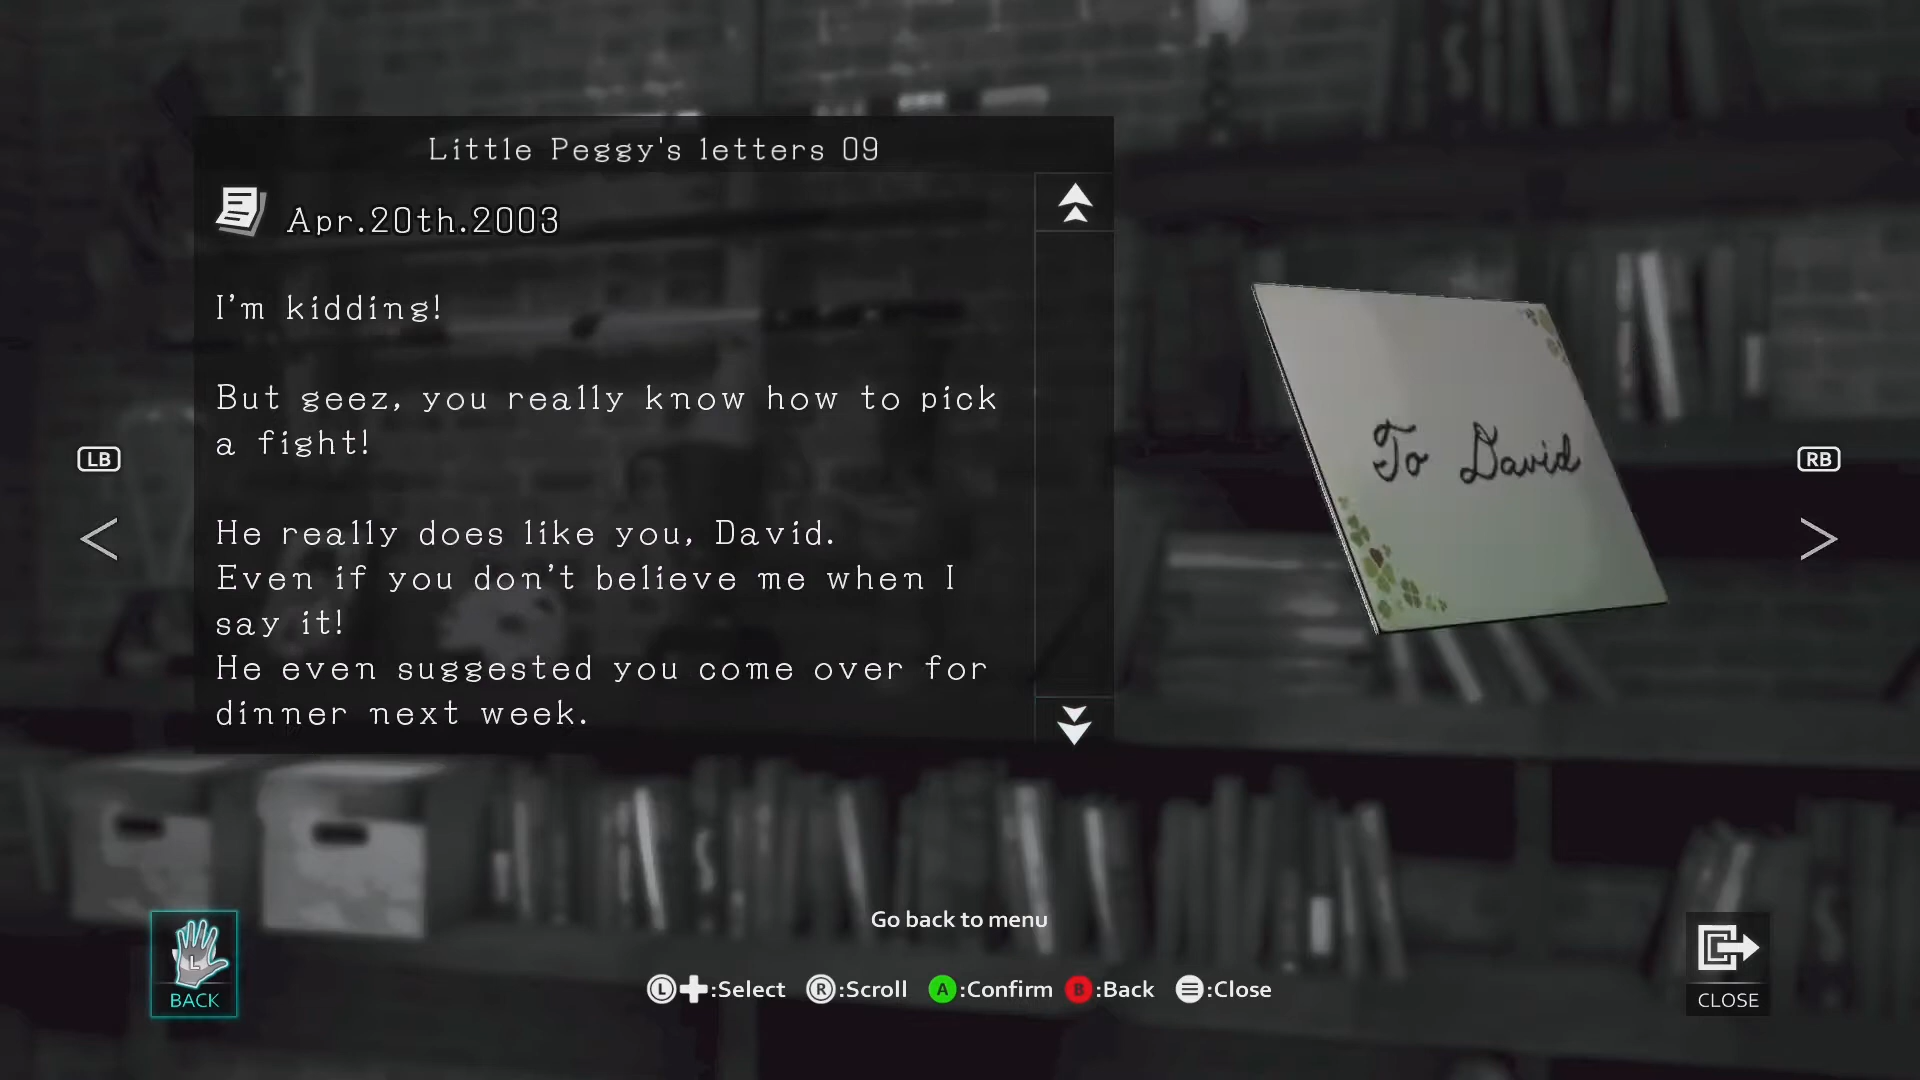 Little Peggy's letters 09
Apr.20th.2003
I'm kidding!
But geez, you really know how to pick
a fight!
He really does like you, David.
Even if you don't believe me when I
say it!
He even suggested you come over for
dinner next week.
To David
LB
RB
Go back to menu
L
BACK
L :Select R :Scroll A :Confirm B :Back :Close
CLOSE